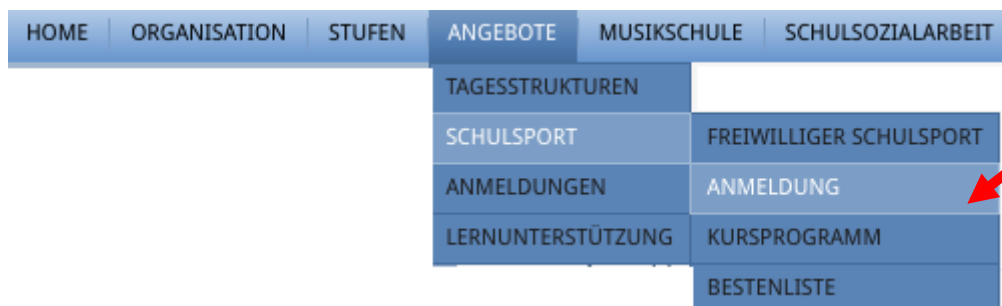 HOME ORGANISATION STUFEN ANGEBOTE MUSIKSCHULE SCHULSOZIALARBEIT
TAGESSTRUKTUREN
SCHULSPORT FREIWILLIGER SCHULSPORT
ANMELDUNGEN ANMELDUNG
LERNUNTERSTÜTZUNG KURSPROGRAMM
BESTENLISTE